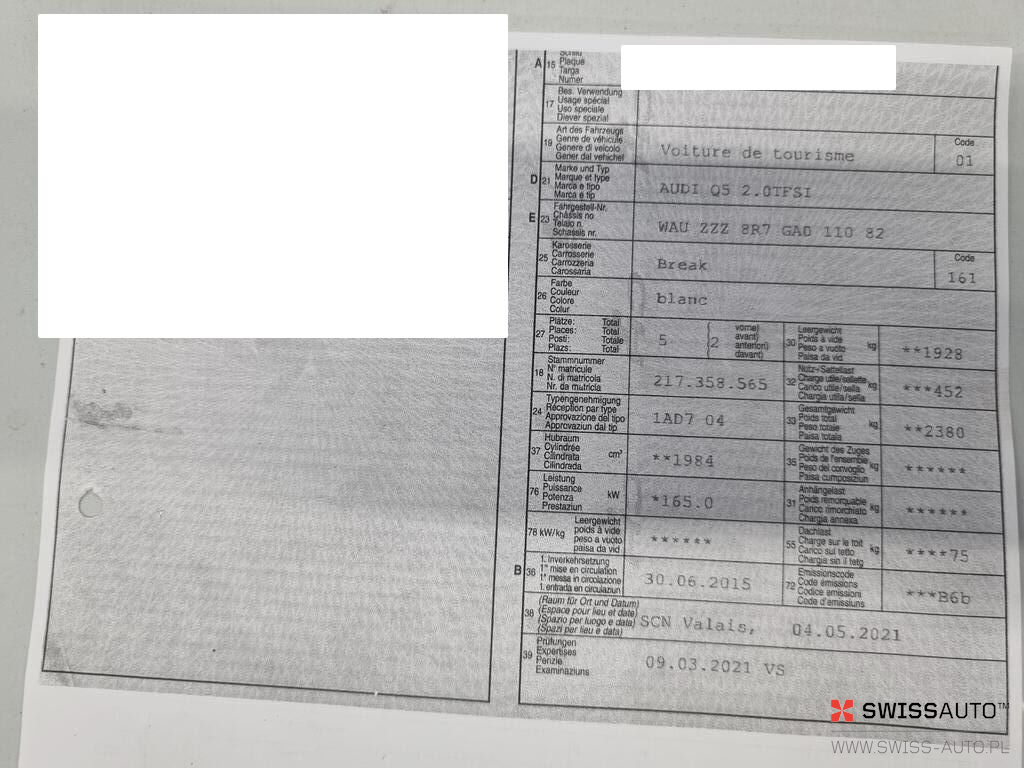 Schild
A 15 Plaque
Targa
Numer
Bes. Verwendung
17 Usage spécial
Uso speciale
Diever spezial
Art des Fahrzeugs
19 Genre de véhicule Voiture de tourisme Code
Genere di veicolo 01
Gener dal vehichel
Marke und Typ
D 21 Marque et type AUDI Q5 2.0TFSI
Marca e tipo
Marca e tip
Fahrgestell-Nr.
E 23 Châssis no WAU ZZZ 8R7 GA0 110 82
Telaio n.
Schassis nr.
Karosserie
25 Carrosserie Break Code
Carrozzeria 161
Carossaria
Farbe
26 Couleur blanc
Colore
Colur
Plätze: Total vorne) Leergewicht
27 Places: Total 5 (2 avant) 30 Poids à vide kg **1928
Posti: Totale anteriori) Peso a vuoto
Plazs: Total davant) Paisa da vid
Stammnummer Nutz-/Sattellast
18 N° matricule 217.358.565 32 Charge utile/sellette kg ***452
N. di matricola Carico utile/sella
Nr. da matricla Chargia utila/sella
Typengenehmigung Gesamtgewicht
24 Réception par type 1AD7 04 33 Poids total kg **2380
Approvazione del tipo Peso totale
Approvaziun dal tip Paisa totala
Hubraum Gewicht des Zuges
37 Cylindrée cm³ **1984 35 Poids de l'ensemble kg ******
Cilindrata Peso del convoglio
Cilindrada Paisa cumposiziun
Leistung Anhängelast
76 Puissance kW *165.0 31 Poids remorquable kg ******
Potenza Carico rimorchiato
Prestaziun Chargia annexa
Leergewicht Dachlast
78 kW/kg poids à vide ****** 55 Charge sur le toit kg ****75
peso a vuoto Carico sul tetto
paisa da vid Chargia sin il tetg
1. Inverkehrsetzung Emissionscode
B 36 1re mise en circulation 30.06.2015 72 Code émissions ***B6b
1a messa in circolazione Codice emissioni
1. entrada en circulaziun Code d'emissiuns
(Raum für Ort und Datum)
38 (Espace pour lieu et date) SCN Valais, 04.05.2021
(Spazio per luogo e data)
(Spazi per lieu e data)
Prüfungen
39 Expertises 09.03.2021 VS
Perizie
Examinaziuns
SWISSAUTO™
WWW.SWISS-AUTO.PL